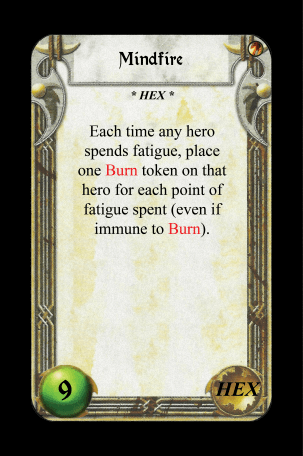 Mindfire
* HEX *
Each time any hero
spends fatigue, place
one Burn token on that
hero for each point of
fatigue spent (even if
immune to Burn).
9
HEX